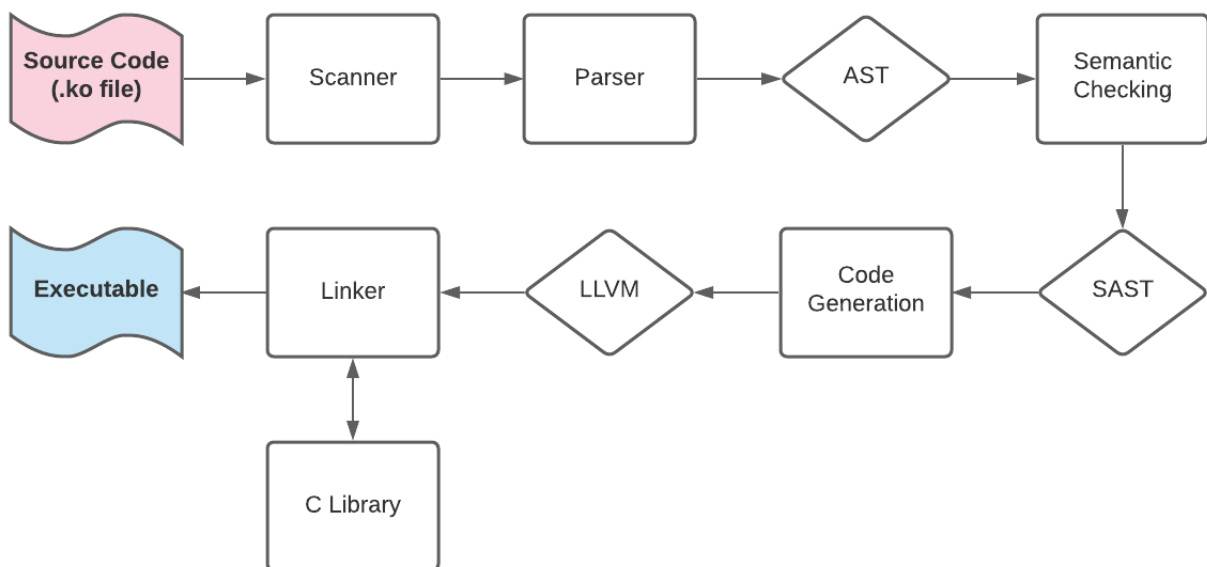 Source Code
(.ko file)
Scanner
Parser
AST
Semantic
Checking
Executable
Linker
LLVM
Code
Generation
SAST
C Library